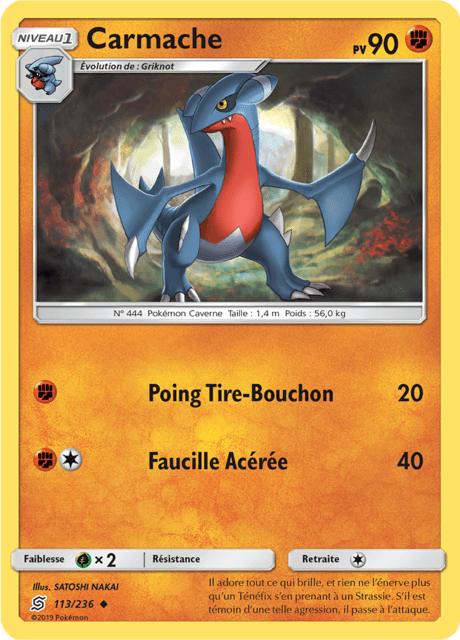 NIVEAU 1
Carmache
PV 90
Évolution de : Griknot
N° 444 Pokémon Caverne Taille : 1,4 m Poids : 56,0 kg
Poing Tire-Bouchon 20
Faucille Acérée 40
Faiblesse ×2 Résistance Retraite
Illus. SATOSHI NAKAI
113/236
©2019 Pokémon
Il adore tout ce qui brille, et rien ne l'énerve plus
qu'un Ténéfix s'en prenant à un Strassie. S'il est
témoin d'une telle agression, il passe à l'attaque.